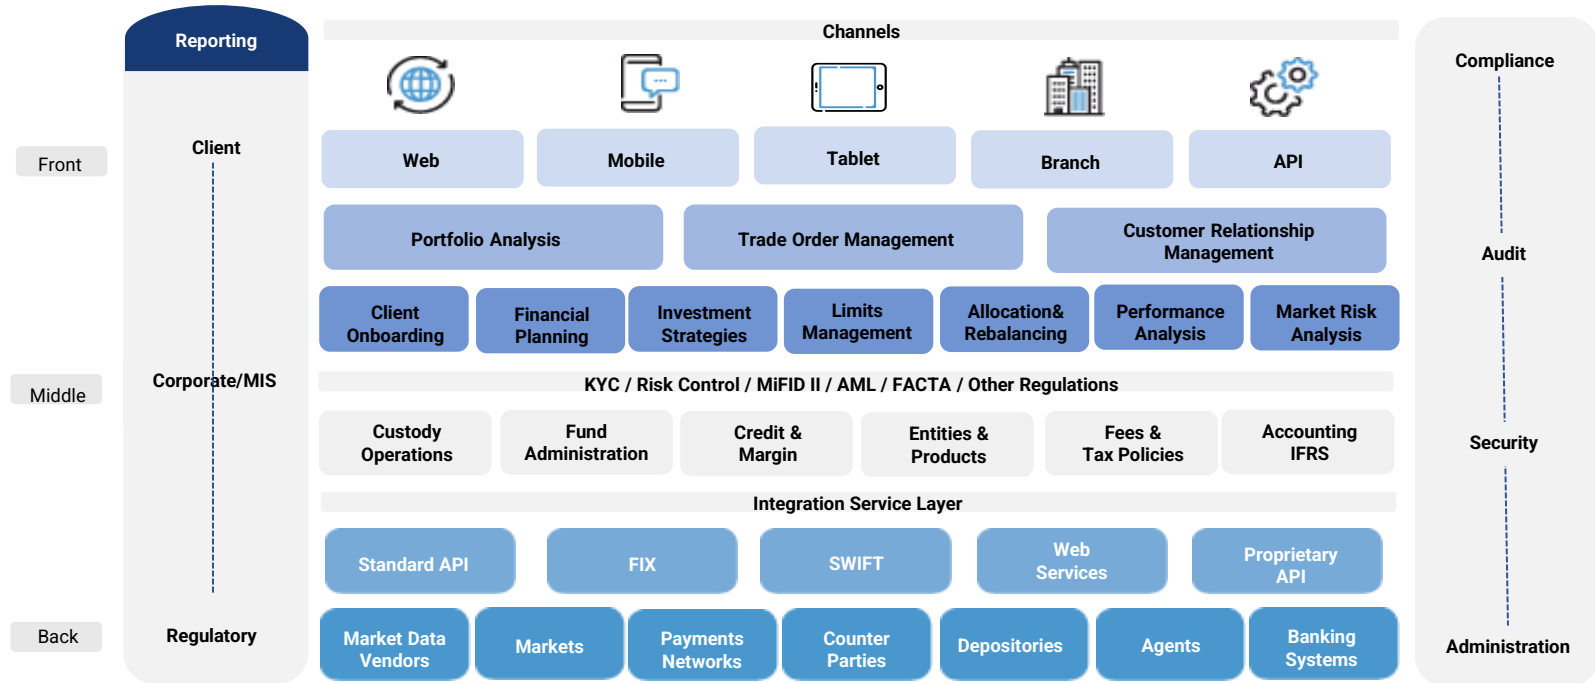 Reporting
Channels
Compliance
Front
Client
Web
Mobile
Tablet
Branch
API
Portfolio Analysis
Trade Order Management
Customer Relationship
Management
Audit
Client
Onboarding
Financial
Planning
Investment
Strategies
Limits
Management
Allocation&
Rebalancing
Performance
Analysis
Market Risk
Analysis
Middle
Corporate/MIS
KYC / Risk Control / MiFID II / AML / FACTA / Other Regulations
Custody
Operations
Fund
Administration
Credit &
Margin
Entities &
Products
Fees &
Tax Policies
Accounting
IFRS
Security
Integration Service Layer
Standard API
FIX
SWIFT
Web
Services
Proprietary
API
Back
Regulatory
Market Data
Vendors
Markets
Payments
Networks
Counter
Parties
Depositories
Agents
Banking
Systems
Administration